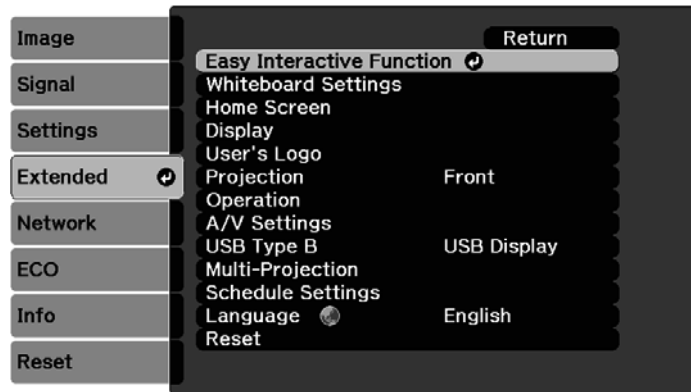 Image
Signal
Settings
Extended
Network
ECO
Info
Reset
Return
Easy Interactive Function
Whiteboard Settings
Home Screen
Display
User's Logo
Projection Front
Operation
A/V Settings
USB Type B USB Display
Multi-Projection
Schedule Settings
Language English
Reset